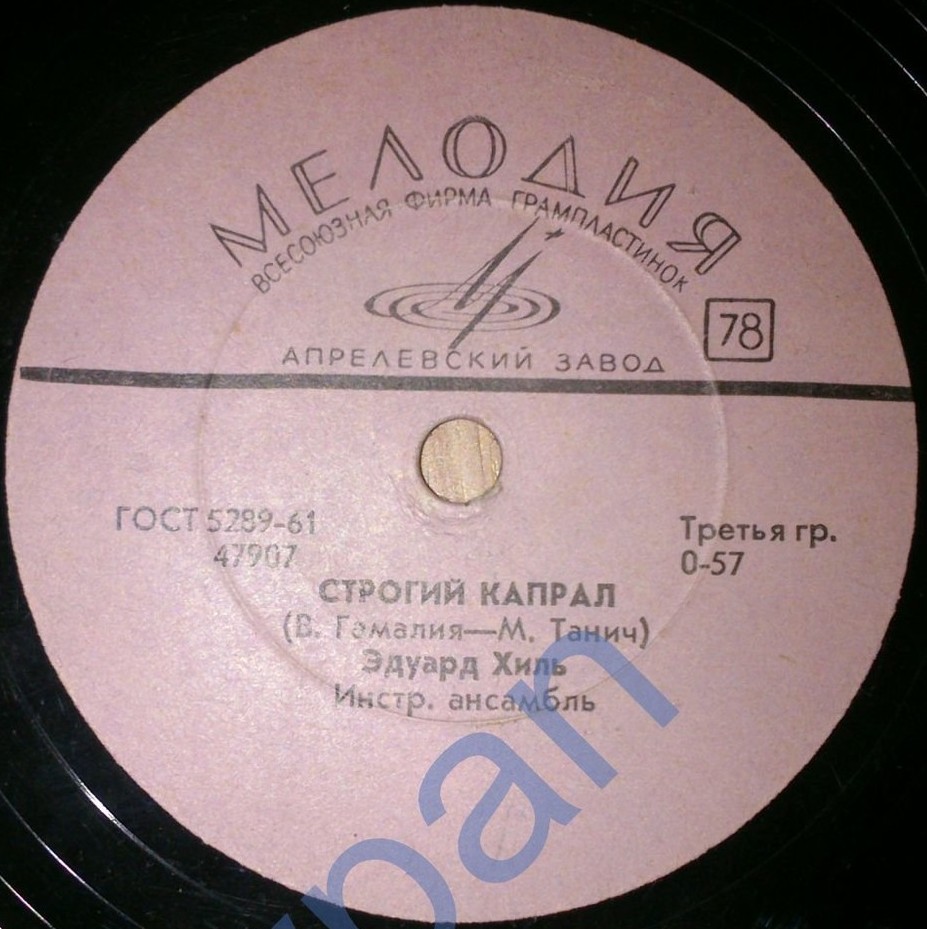 МЕЛОДИЯ
ВСЕСОЮЗНАЯ ФИРМА ГРАМПЛАСТИНОК
АПРЕЛЕВСКИЙ ЗАВОД
78
ГОСТ 5289-61
47907
Третья гр.
0-57
СТРОГИЙ КАПРАЛ
(В. Гамалия—М. Танич)
Эдуард Хиль
Инстр. ансамбль